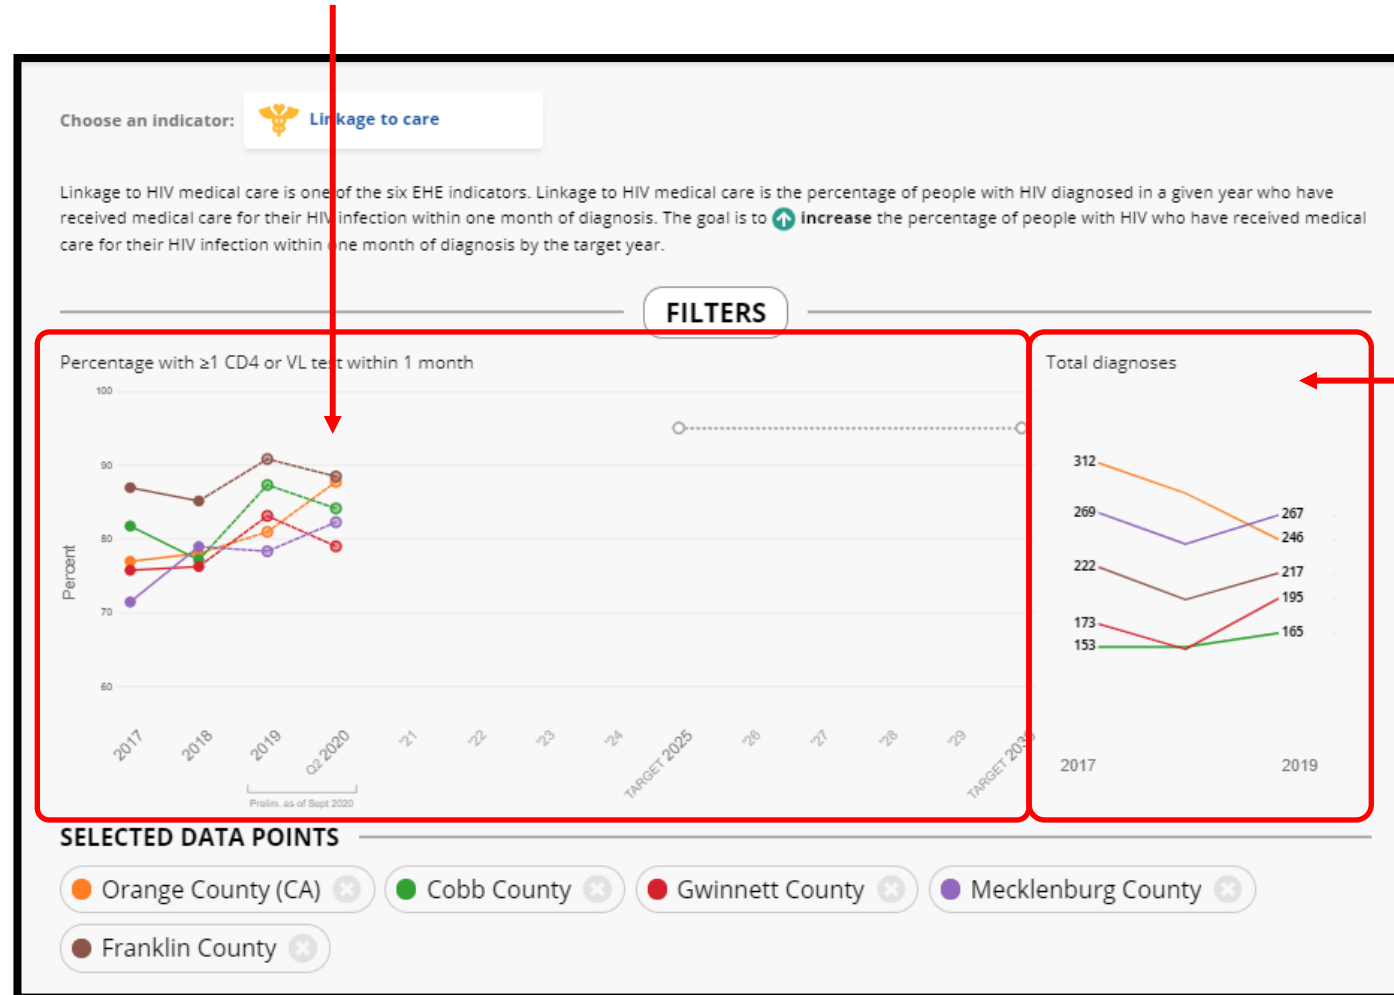 Choose an indicator: Linkage to care
Linkage to HIV medical care is one of the six EHE indicators. Linkage to HIV medical care is the percentage of people with HIV diagnosed in a given year who have
received medical care for their HIV infection within one month of diagnosis. The goal is to increase the percentage of people with HIV who have received medical
care for their HIV infection within one month of diagnosis by the target year.
FILTERS
Percentage with ≥1 CD4 or VL test within 1 month
100
90
80
70
60
Percent
2017 2018 2019 Q2 2020 '21 '22 '23 '24 TARGET 2025 '26 '27 '28 '29 TARGET 2030
Prelim. as of Sept 2020
Total diagnoses
312
269 267
246
222 217
195
173
153 165
2017 2019
SELECTED DATA POINTS
Orange County (CA) Cobb County Gwinnett County Mecklenburg County
Franklin County